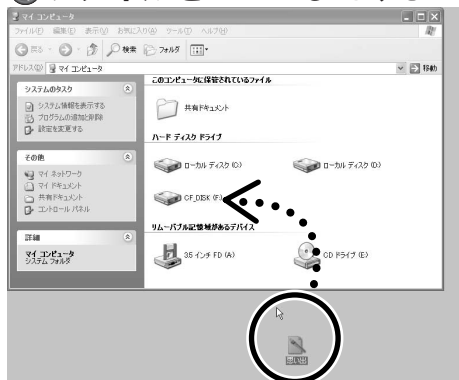 マイ コンピュータ
ファイル(F) 編集(E) 表示(V) お気に入り(A) ツール(T) ヘルプ(H)
戻る 検索 フォルダ
アドレス(D) マイ コンピュータ 移動
システムのタスク
システム情報を表示する
プログラムの追加と削除
設定を変更する
その他
マイ ネットワーク
マイ ドキュメント
共有ドキュメント
コントロール パネル
詳細
マイ コンピュータ
システム フォルダ
このコンピュータに保管されているファイル
共有ドキュメント
ハード ディスク ドライブ
ローカル ディスク (C)
ローカル ディスク (D)
CF_DISK (F:)
リムーバブル記憶域があるデバイス
3.5 インチ FD (A)
CD ドライブ (E)
思い出